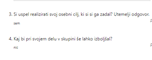 3. Si uspel realizirati svoj osebni cilj, ki si si ga zadal? Utemelji odgovor.
4. Kaj bi pri svojem delu v skupini še lahko izboljšal?